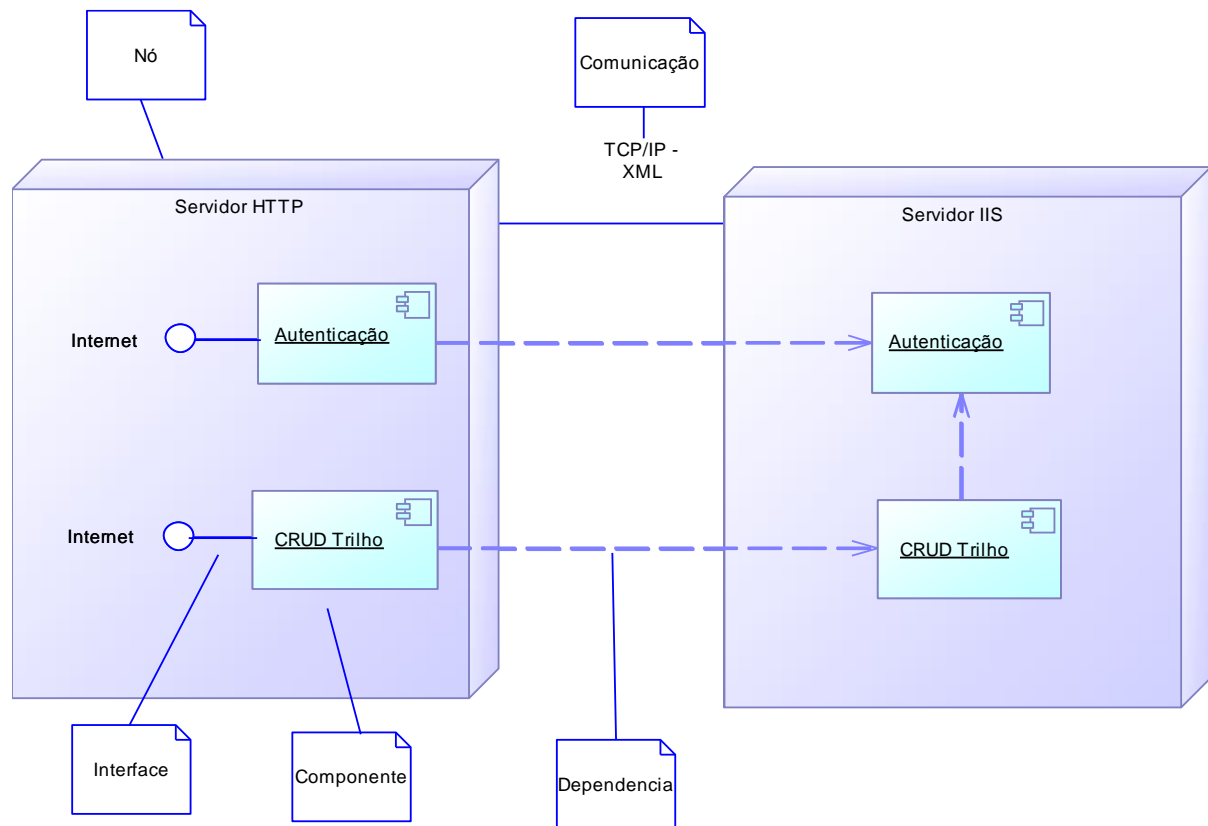 Nó
Comunicação
TCP/IP -
XML
Servidor HTTP
Servidor IIS
Internet
Autenticação
Autenticação
Internet
CRUD Trilho
CRUD Trilho
Interface
Componente
Dependencia